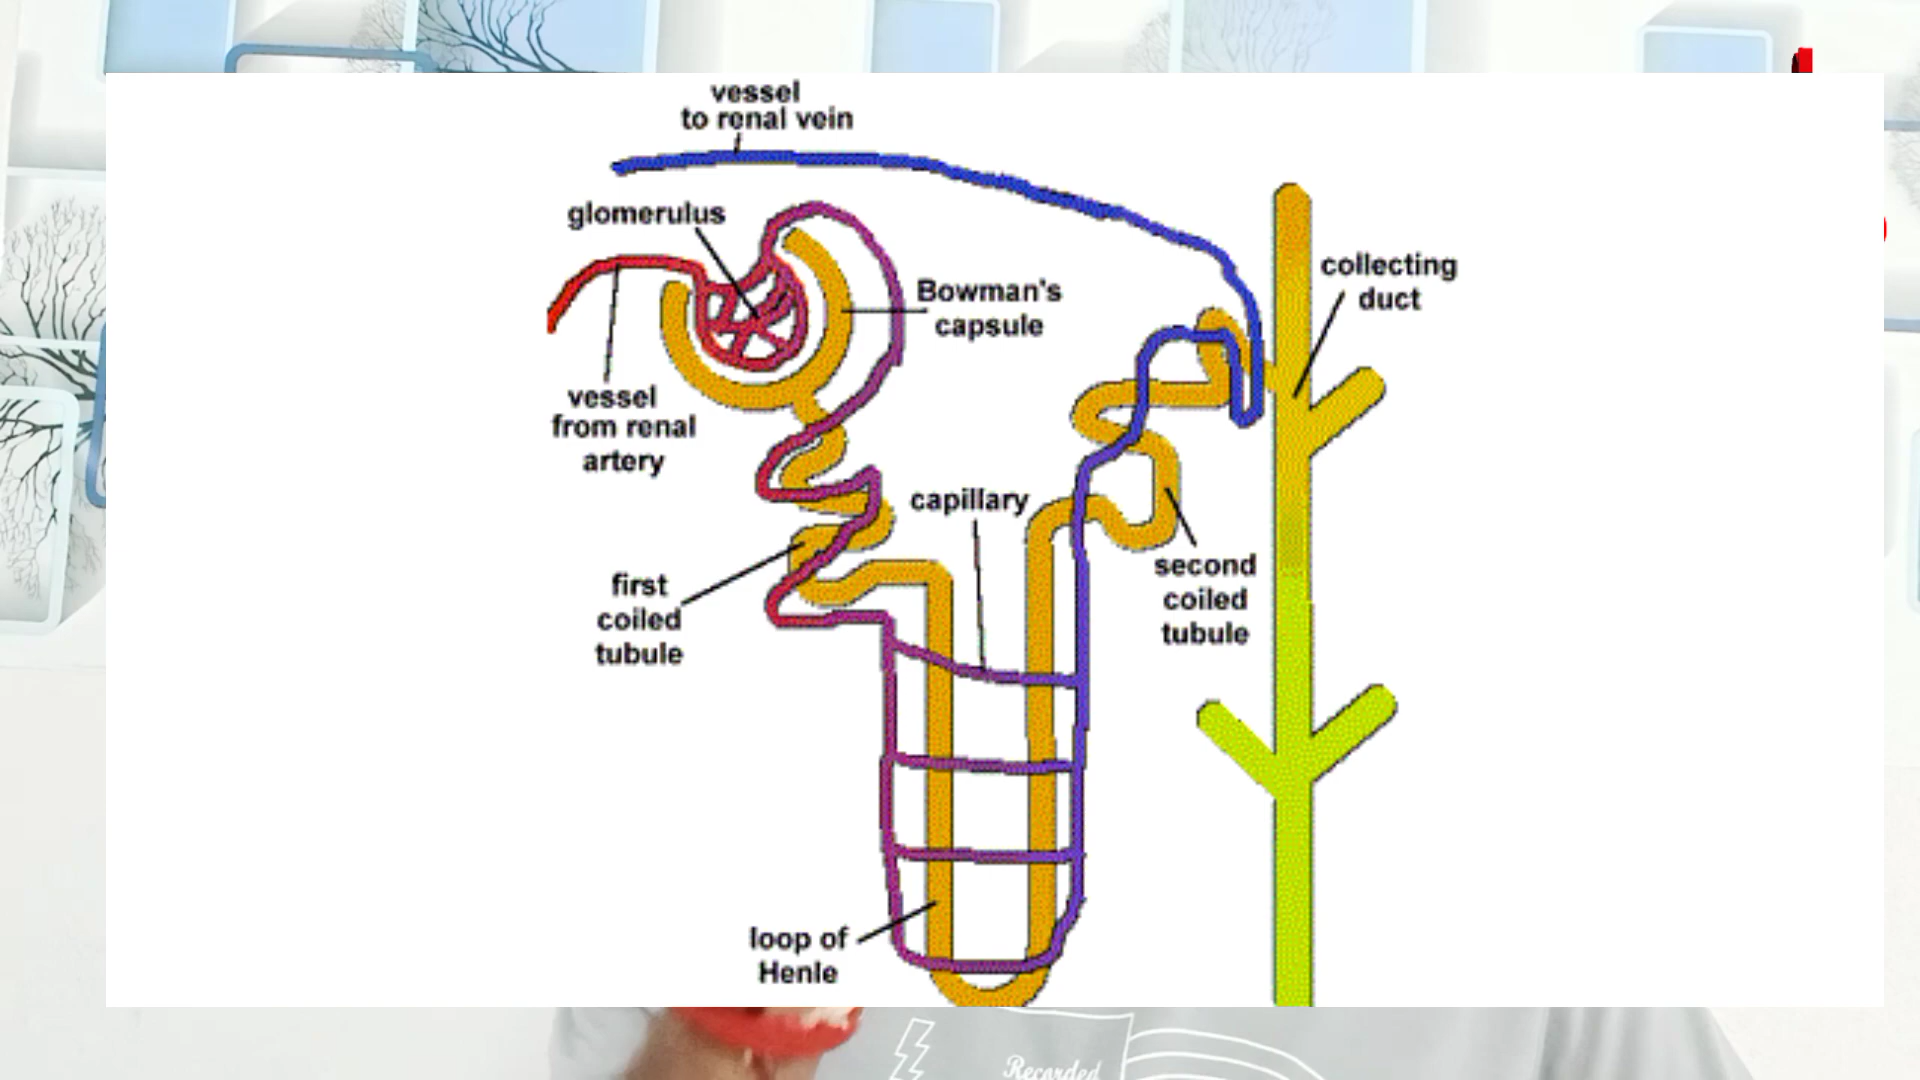 vessel
to renal vein
glomerulus
collecting
duct
Bowman's
capsule
vessel
from renal
artery
capillary
second
coiled
tubule
first
coiled
tubule
loop of
Henle
Recorded